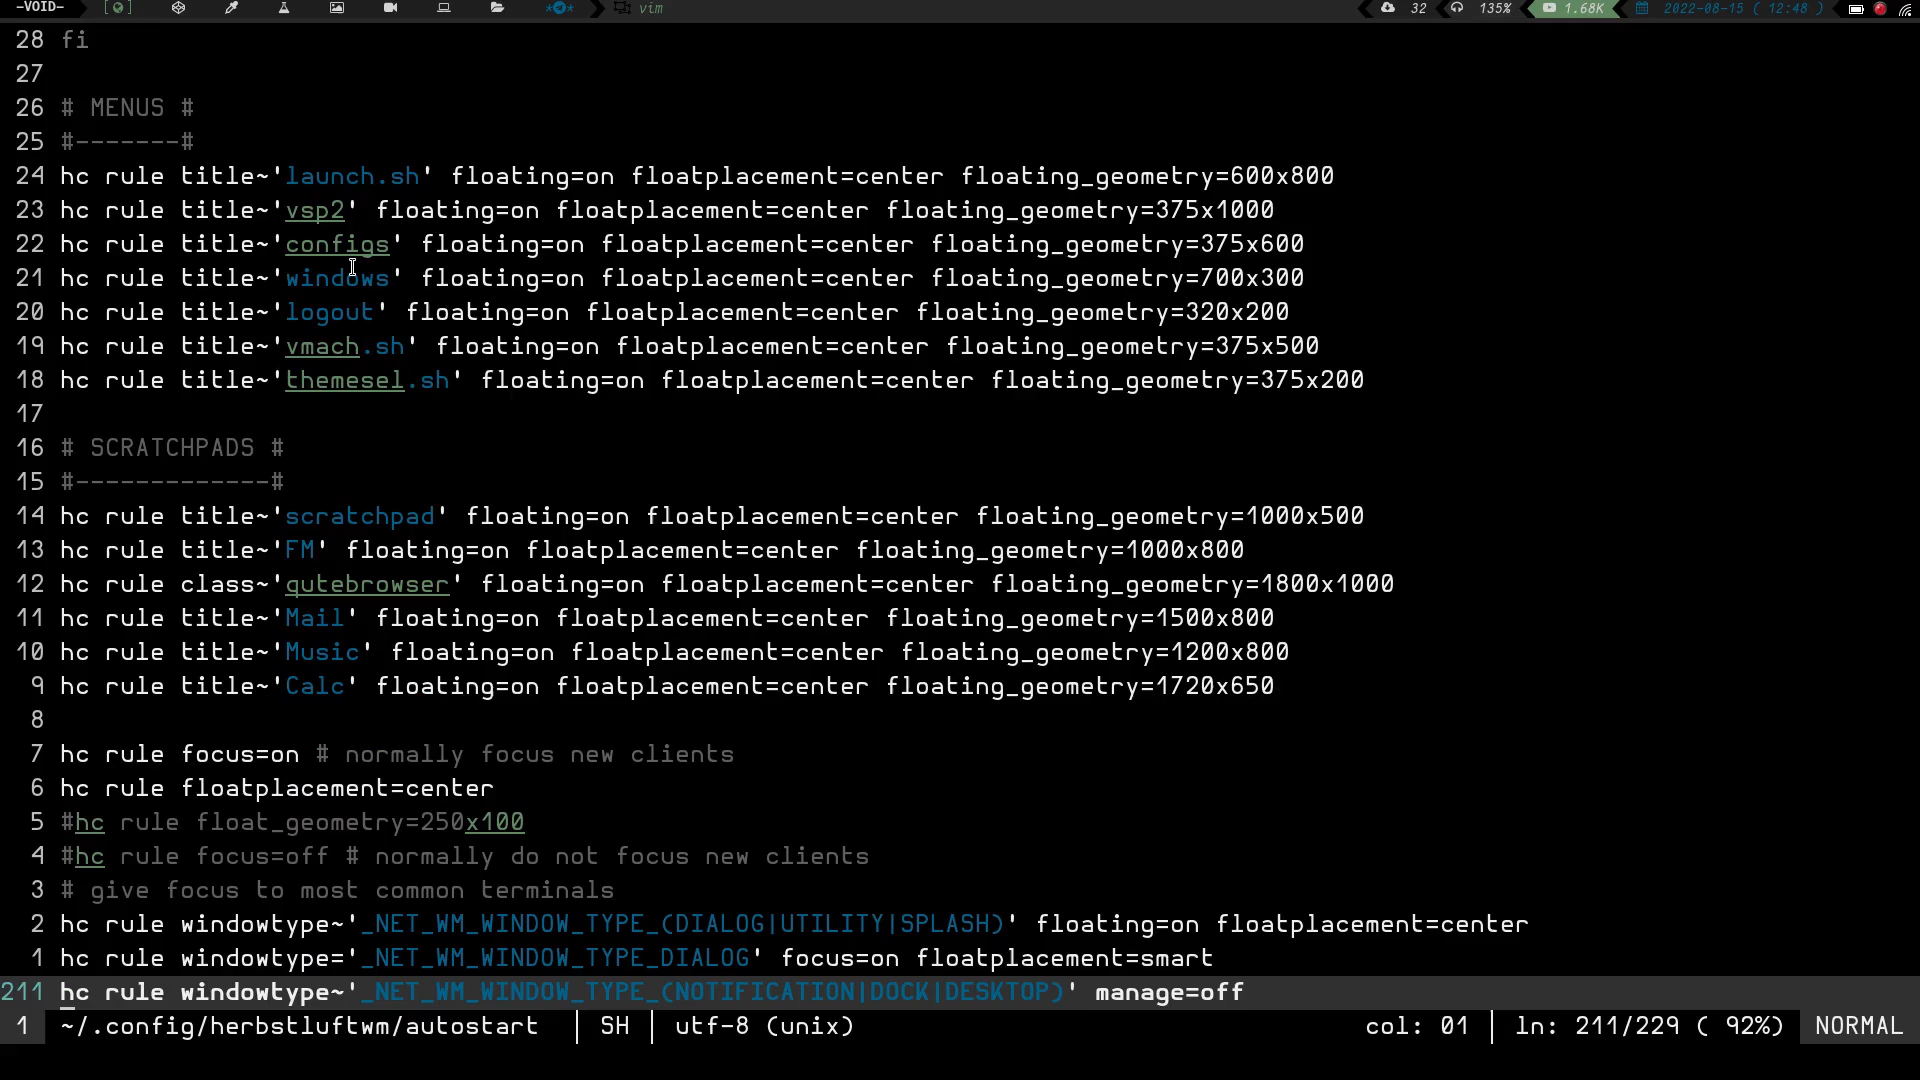 -VOID- [ ] vim 32 135% 1.68K 2022-08-15 ( 12:48 )
28 fi
27
26 # MENUS #
25 #-------#
24 hc rule title~'launch.sh' floating=on floatplacement=center floating_geometry=600x800
23 hc rule title~'vsp2' floating=on floatplacement=center floating_geometry=375x1000
22 hc rule title~'configs' floating=on floatplacement=center floating_geometry=375x600
21 hc rule title~'windows' floating=on floatplacement=center floating_geometry=700x300
20 hc rule title~'logout' floating=on floatplacement=center floating_geometry=320x200
19 hc rule title~'vmach.sh' floating=on floatplacement=center floating_geometry=375x500
18 hc rule title~'themesel.sh' floating=on floatplacement=center floating_geometry=375x200
17
16 # SCRATCHPADS #
15 #-------------#
14 hc rule title~'scratchpad' floating=on floatplacement=center floating_geometry=1000x500
13 hc rule title~'FM' floating=on floatplacement=center floating_geometry=1000x800
12 hc rule class~'qutebrowser' floating=on floatplacement=center floating_geometry=1800x1000
11 hc rule title~'Mail' floating=on floatplacement=center floating_geometry=1500x800
10 hc rule title~'Music' floating=on floatplacement=center floating_geometry=1200x800
9 hc rule title~'Calc' floating=on floatplacement=center floating_geometry=1720x650
8
7 hc rule focus=on # normally focus new clients
6 hc rule floatplacement=center
5 #hc rule float_geometry=250x100
4 #hc rule focus=off # normally do not focus new clients
3 # give focus to most common terminals
2 hc rule windowtype~'_NET_WM_WINDOW_TYPE_(DIALOG|UTILITY|SPLASH)' floating=on floatplacement=center
1 hc rule windowtype='_NET_WM_WINDOW_TYPE_DIALOG' focus=on floatplacement=smart
211 hc rule windowtype~'_NET_WM_WINDOW_TYPE_(NOTIFICATION|DOCK|DESKTOP)' manage=off
1 ~/.config/herbstluftwm/autostart | SH | utf-8 (unix) col: 01 | ln: 211/229 ( 92%) NORMAL